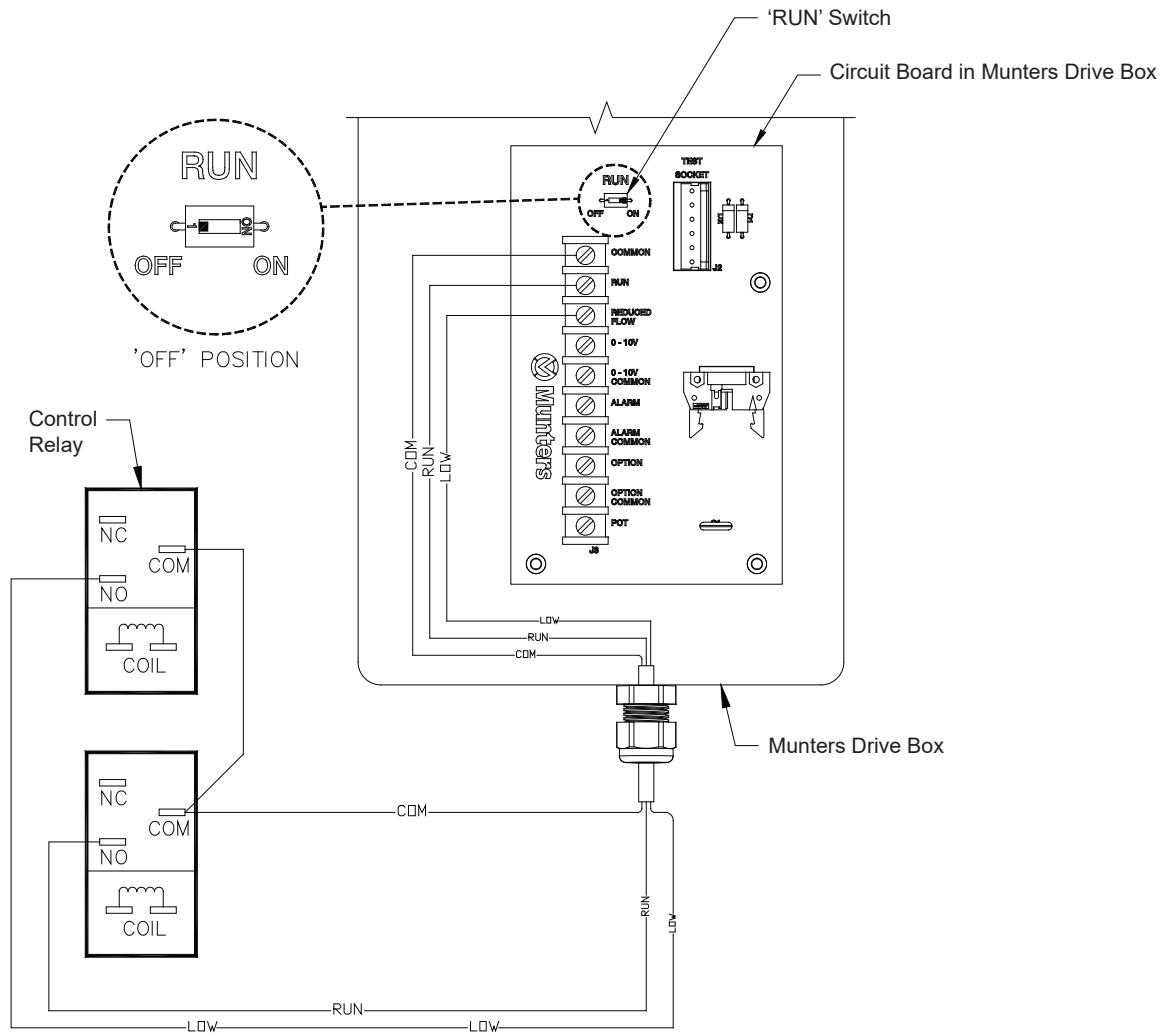 'RUN' Switch
Circuit Board in Munters Drive Box
RUN
OFF
ON
1
NO
'OFF' POSITION
TEST
SOCKET
RUN
OFF
ON
J2
COMMON
RUN
REDUCED
FLOW
0 - 10V
0 - 10V
COMMON
ALARM
ALARM
COMMON
OPTION
OPTION
COMMON
POT
J3
Munters
COM
RUN
LOW
Control
Relay
NC
COM
NO
COIL
LOW
RUN
COM
Munters Drive Box
NC
COM
NO
COIL
COM
RUN
LOW
RUN
LOW
LOW